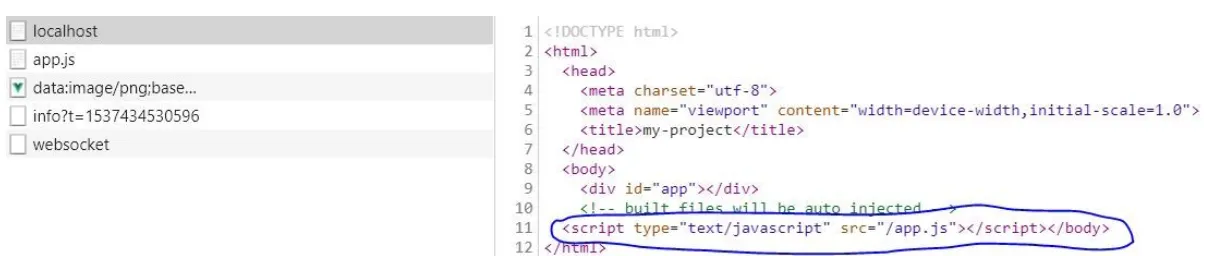 localhost
app.js
data:image/png;base...
info?t=1537434530596
websocket
1 <!DOCTYPE html>
2 <html>
3 <head>
4 <meta charset="utf-8">
5 <meta name="viewport" content="width=device-width,initial-scale=1.0">
6 <title>my-project</title>
7 </head>
8 <body>
9 <div id="app"></div>
10 <!-- built files will be auto injected -->
11 <script type="text/javascript" src="/app.js"></script></body>
12 </html>